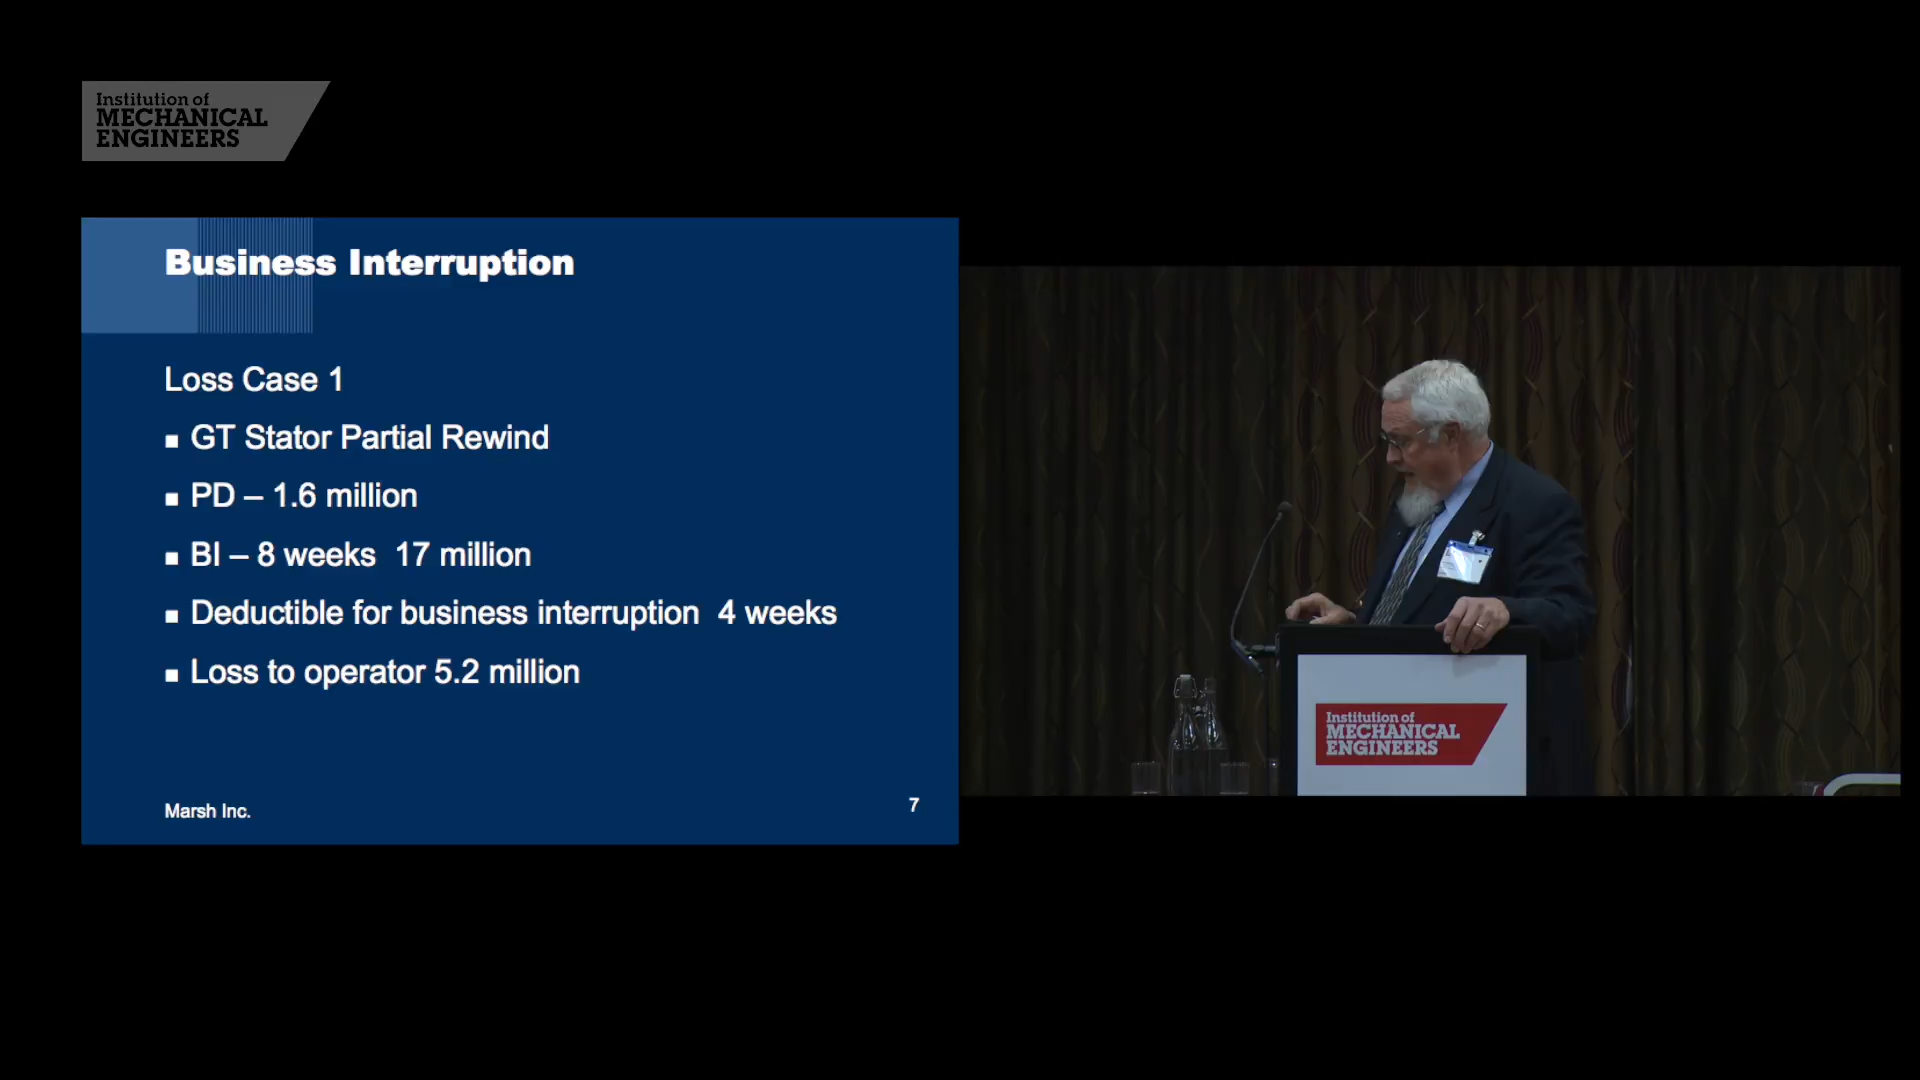 Institution of
MECHANICAL
ENGINEERS
Business Interruption
Loss Case 1
▪ GT Stator Partial Rewind
▪ PD – 1.6 million
▪ BI – 8 weeks 17 million
▪ Deductible for business interruption 4 weeks
▪ Loss to operator 5.2 million
Marsh Inc.
7
Institution of
MECHANICAL
ENGINEERS